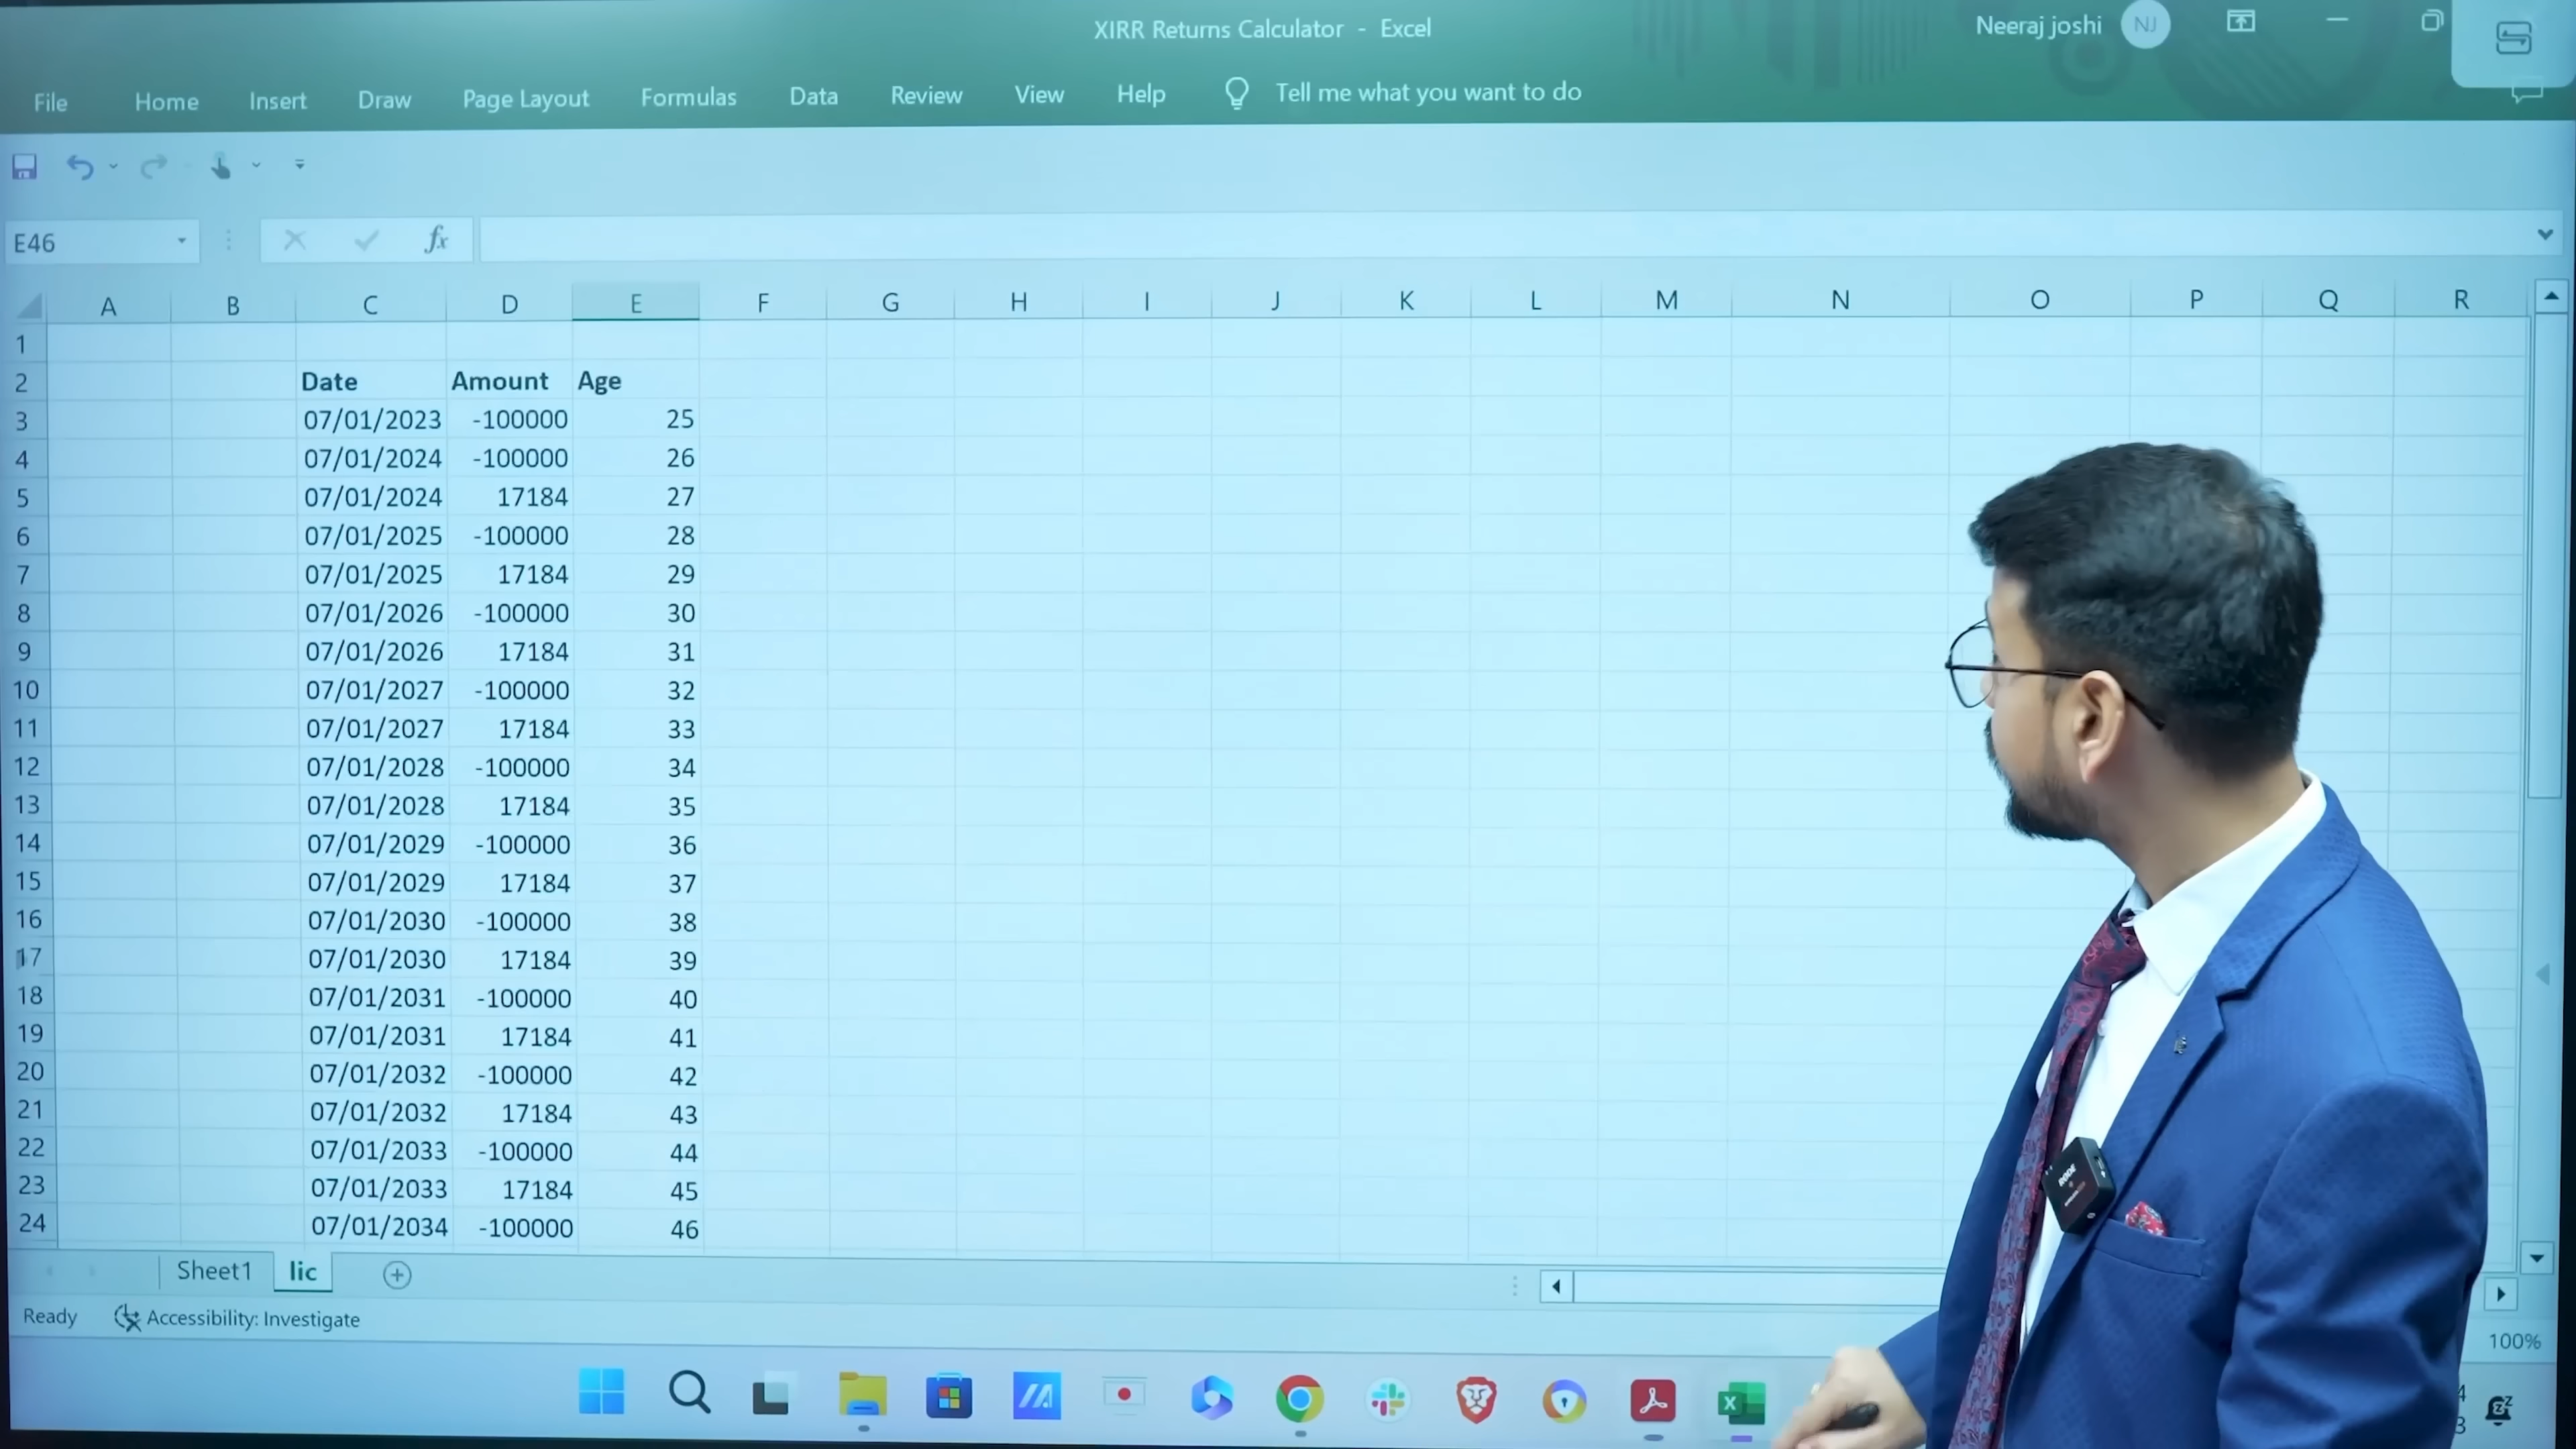 XIRR Returns Calculator - Excel
Neeraj joshi NJ
File Home Insert Draw Page Layout Formulas Data Review View Help Tell me what you want to do
E46 fx
A B C D E F G H I J K L M N O P Q R
1
2 Date Amount Age
3 07/01/2023 -100000 25
4 07/01/2024 -100000 26
5 07/01/2024 17184 27
6 07/01/2025 -100000 28
7 07/01/2025 17184 29
8 07/01/2026 -100000 30
9 07/01/2026 17184 31
10 07/01/2027 -100000 32
11 07/01/2027 17184 33
12 07/01/2028 -100000 34
13 07/01/2028 17184 35
14 07/01/2029 -100000 36
15 07/01/2029 17184 37
16 07/01/2030 -100000 38
17 07/01/2030 17184 39
18 07/01/2031 -100000 40
19 07/01/2031 17184 41
20 07/01/2032 -100000 42
21 07/01/2032 17184 43
22 07/01/2033 -100000 44
23 07/01/2033 17184 45
24 07/01/2034 -100000 46
Sheet1 lic
Ready Accessibility: Investigate
100%
RODE